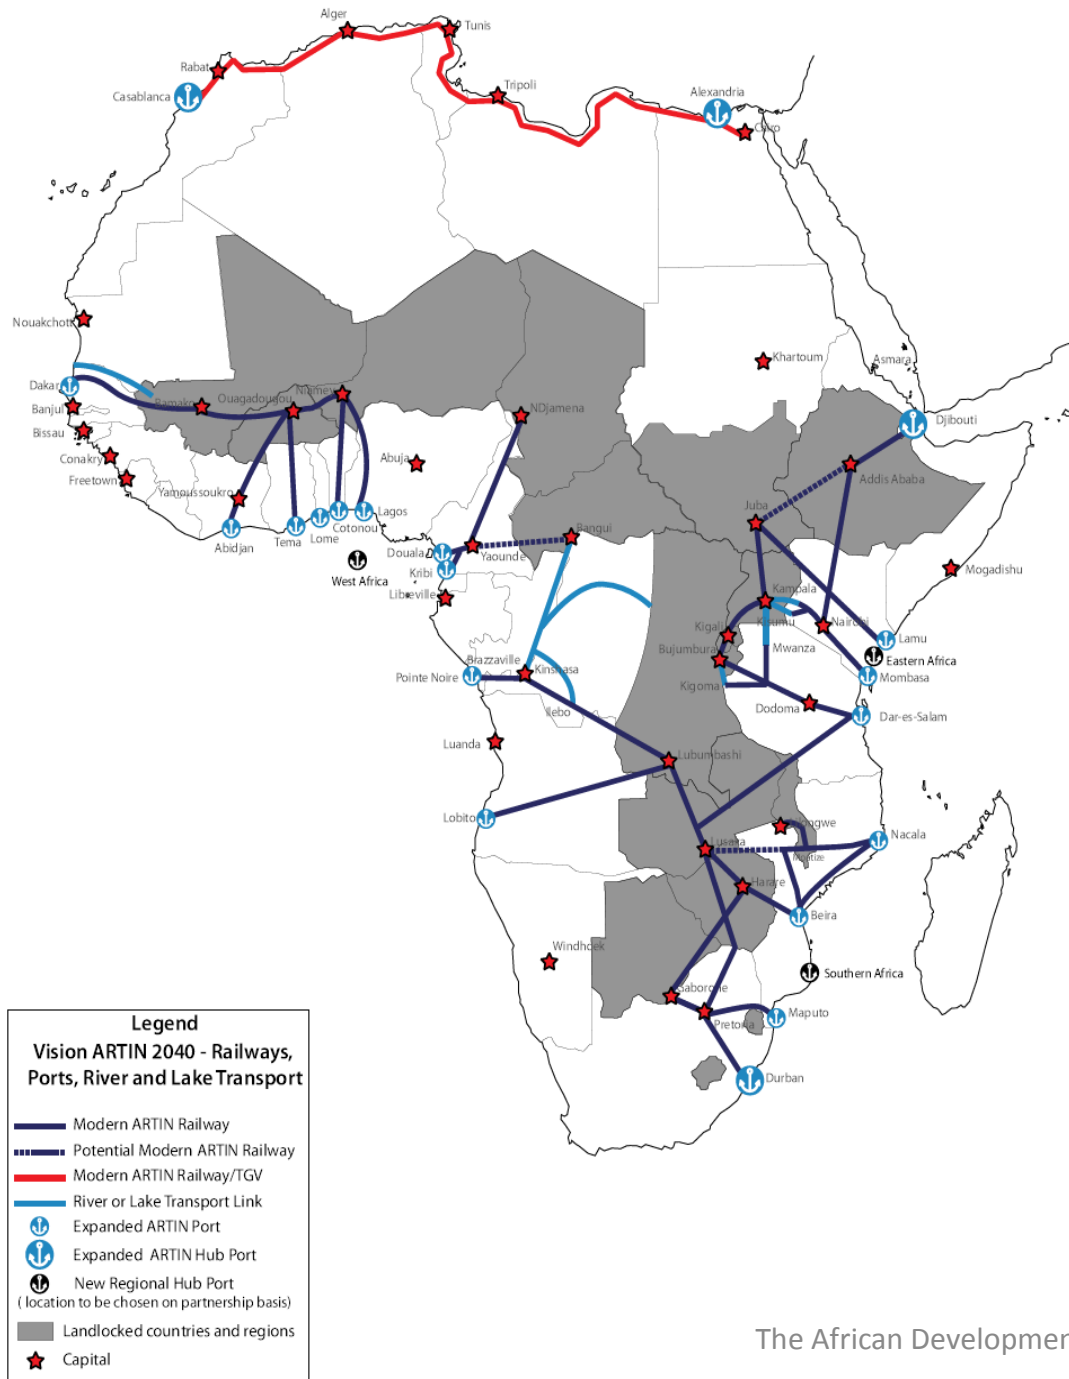 Alger
Tunis
Rabat
Casablanca
Tripoli
Alexandria
Cairo
Nouakchott
Dakar
Banjul
Bissau
Conakry
Freetown
Bamako
Ouagadougou
Niamey
NDjamena
Khartoum
Asmara
Djibouti
Addis Ababa
Abuja
Yamoussoukro
Abidjan
Tema
Lome
Cotonou
Lagos
West Africa
Douala
Kribi
Yaounde
Bangui
Libreville
Juba
Mogadishu
Kampala
Kisumu
Nairobi
Lamu
Eastern Africa
Mombasa
Kigali
Bujumbura
Mwanza
Kigoma
Dodoma
Dar-es-Salam
Brazzaville
Kinshasa
Pointe Noire
Ilebo
Luanda
Lubumbashi
Lobito
Lilongwe
Nacala
Lusaka
Moatize
Harare
Beira
Windhoek
Southern Africa
Gaborone
Pretoria
Maputo
Durban
Legend
Vision ARTIN 2040 - Railways,
Ports, River and Lake Transport
Modern ARTIN Railway
Potential Modern ARTIN Railway
Modern ARTIN Railway/TGV
River or Lake Transport Link
Expanded ARTIN Port
Expanded ARTIN Hub Port
New Regional Hub Port
( location to be chosen on partnership basis)
Landlocked countries and regions
Capital
The African Developmen